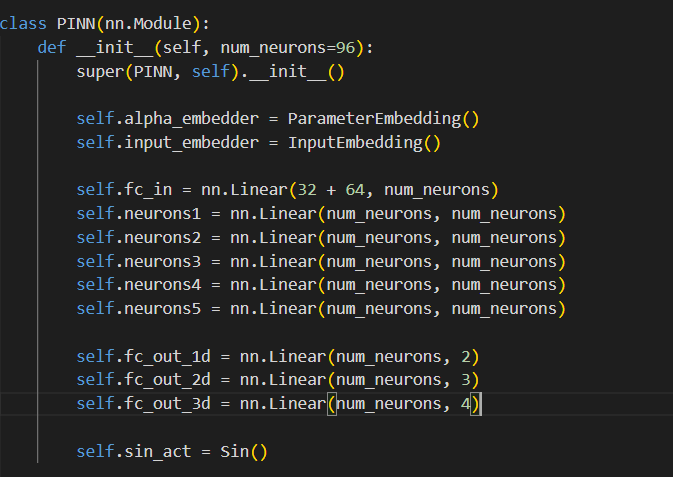 class PINN(nn.Module):
    def __init__(self, num_neurons=96):
        super(PINN, self).__init__()
        self.alpha_embedder = ParameterEmbedding()
        self.input_embedder = InputEmbedding()
        self.fc_in = nn.Linear(32 + 64, num_neurons)
        self.neurons1 = nn.Linear(num_neurons, num_neurons)
        self.neurons2 = nn.Linear(num_neurons, num_neurons)
        self.neurons3 = nn.Linear(num_neurons, num_neurons)
        self.neurons4 = nn.Linear(num_neurons, num_neurons)
        self.neurons5 = nn.Linear(num_neurons, num_neurons)
        self.fc_out_1d = nn.Linear(num_neurons, 2)
        self.fc_out_2d = nn.Linear(num_neurons, 3)
        self.fc_out_3d = nn.Linear(num_neurons, 4)
        self.sin_act = Sin()